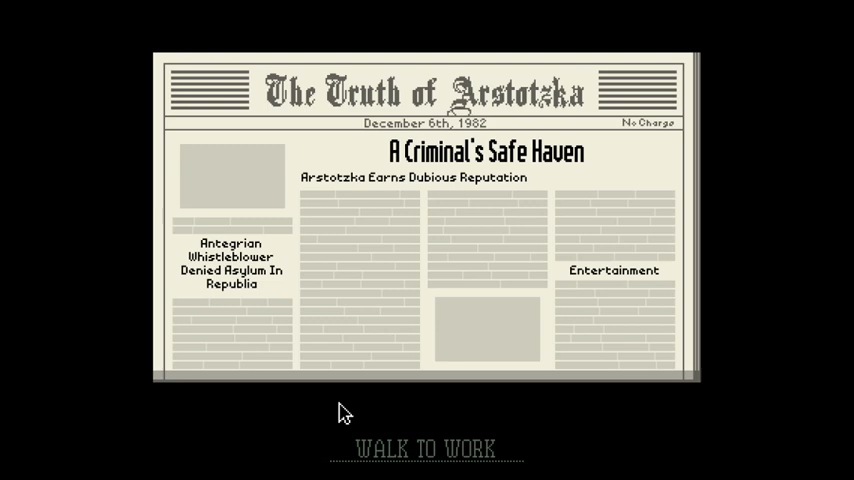 The Truth of Arstotzka
December 6th, 1982
No Charge
A Criminal's Safe Haven
Arstotzka Earns Dubious Reputation
Antegrian
Whistleblower
Denied Asylum In
Republia
Entertainment
WALK TO WORK